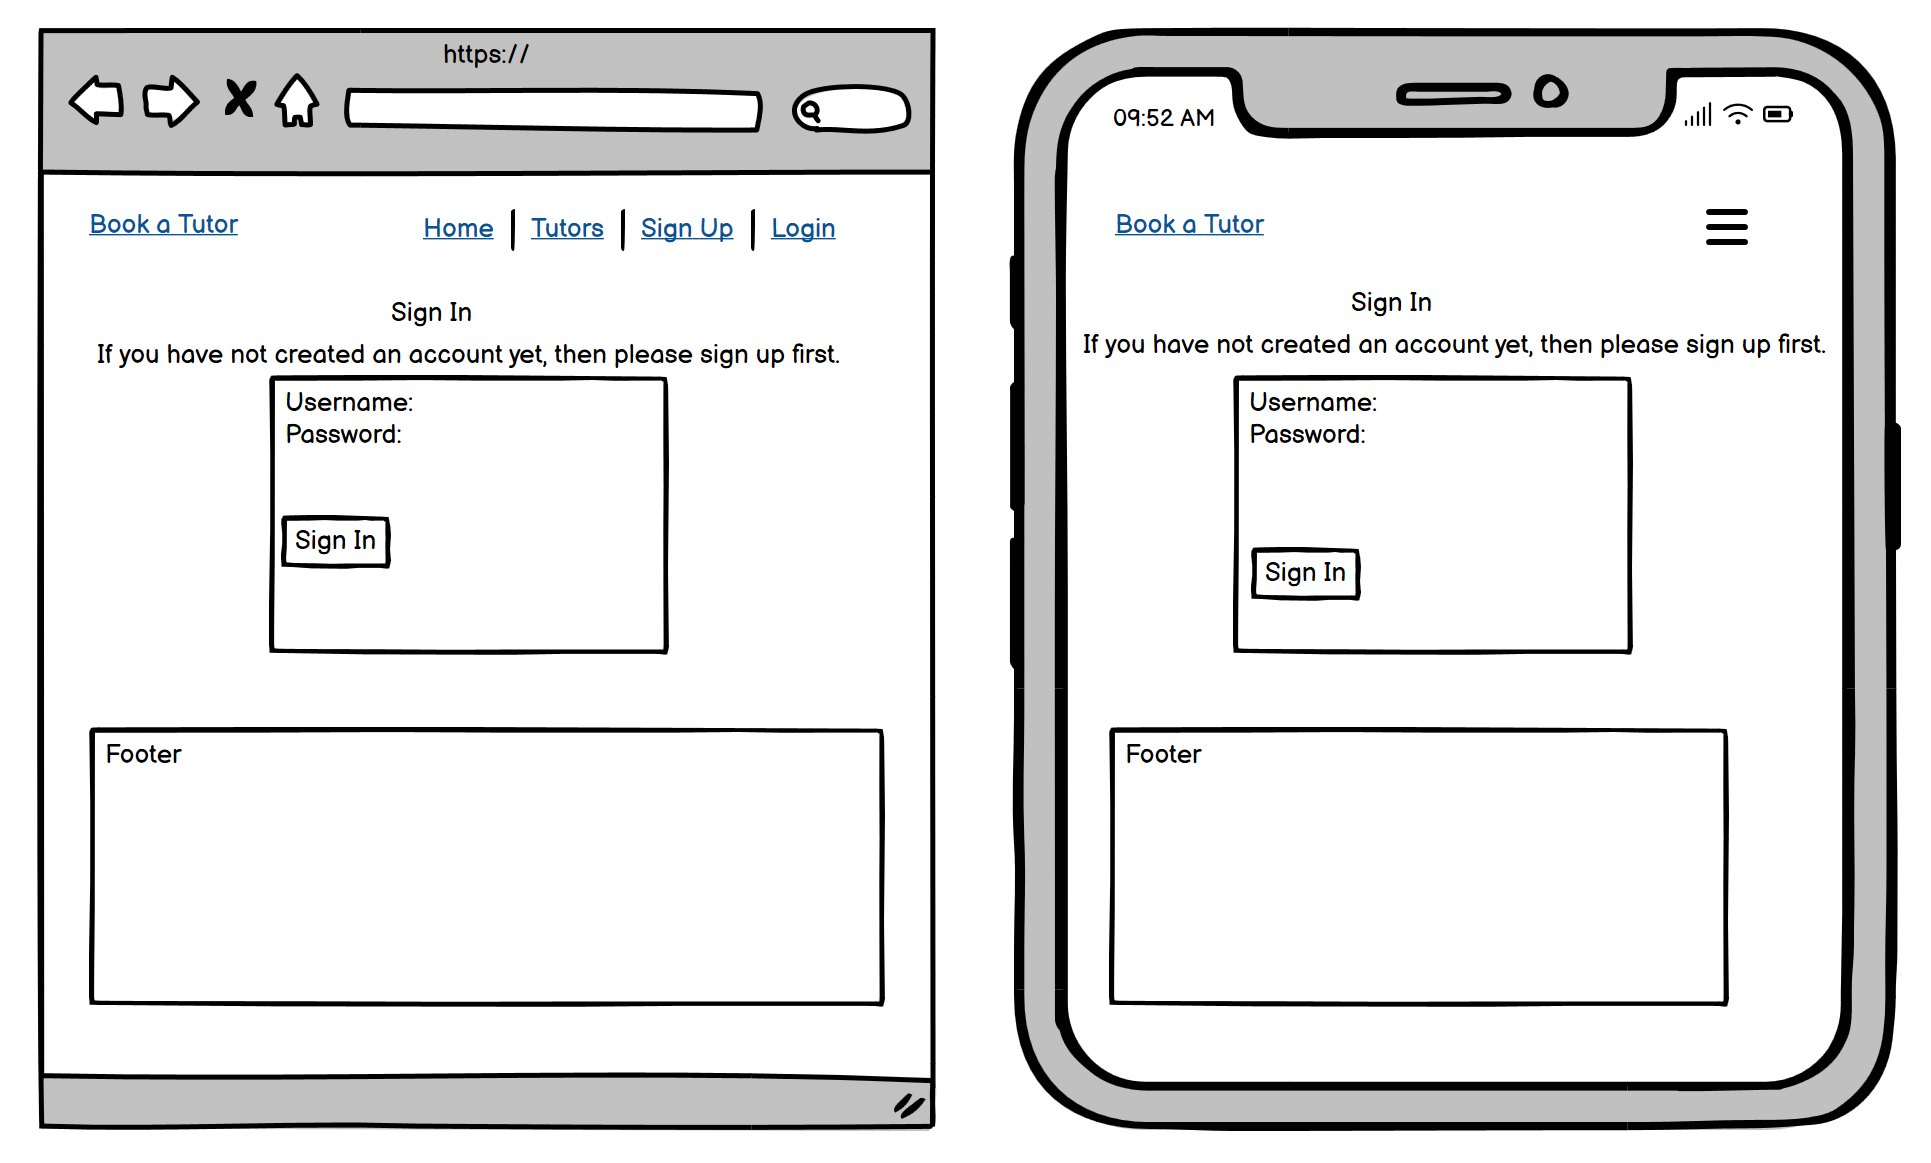 https://
Book a Tutor
Home | Tutors | Sign Up | Login
Sign In
If you have not created an account yet, then please sign up first.
Username:
Password:
Sign In
Footer
09:52 AM
Book a Tutor
Sign In
If you have not created an account yet, then please sign up first.
Username:
Password:
Sign In
Footer